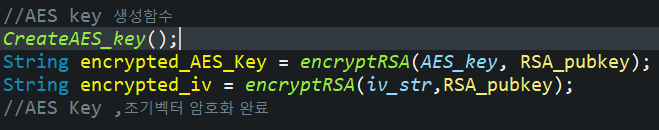 //AES key 생성함수
CreateAES_key();
String encrypted_AES_Key = encryptRSA(AES_key, RSA_pubkey);
String encrypted_iv = encryptRSA(iv_str,RSA_pubkey);
//AES Key ,초기벡터 암호화 완료